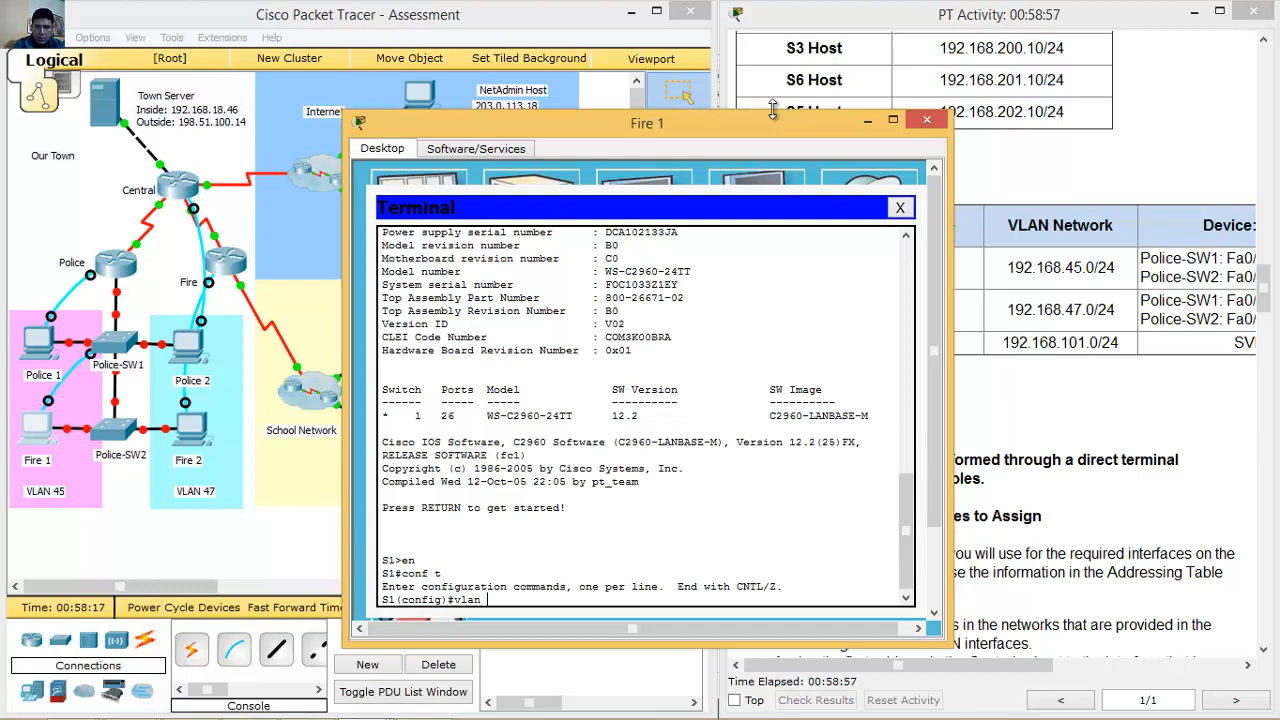 Cisco Packet Tracer - Assessment
Options View Tools Extensions Help
Logical [Root] New Cluster Move Object Set Tiled Background Viewport
Town Server
Inside: 192.168.18.46
Outside: 198.51.100.14
Our Town
Central
Internet
NetAdmin Host
203.0.113.18
Police
Fire
Police-SW1
Police 1
Police 2
Police-SW2
Fire 1
Fire 2
VLAN 45
VLAN 47
School Network
Time: 00:58:17 Power Cycle Devices Fast Forward Time
Connections
Console
New Delete
Toggle PDU List Window
Fire 1
Desktop Software/Services
Terminal X
Power supply serial number : DCA102133JA
Model revision number : B0
Motherboard revision number : C0
Model number : WS-C2960-24TT
System serial number : FOC1033Z1EY
Top Assembly Part Number : 800-26671-02
Top Assembly Revision Number : B0
Version ID : V02
CLEI Code Number : COM3K00BRA
Hardware Board Revision Number : 0x01
Switch Ports Model SW Version SW Image
------ ----- ----- ---------- ----------
* 1 26 WS-C2960-24TT 12.2 C2960-LANBASE-M
Cisco IOS Software, C2960 Software (C2960-LANBASE-M), Version 12.2(25)FX,
RELEASE SOFTWARE (fc1)
Copyright (c) 1986-2005 by Cisco Systems, Inc.
Compiled Wed 12-Oct-05 22:05 by pt_team
Press RETURN to get started!
S1>en
S1#conf t
Enter configuration commands, one per line. End with CNTL/Z.
S1(config)#vlan
PT Activity: 00:58:57
S3 Host 192.168.200.10/24
S6 Host 192.168.201.10/24
S5 Host 192.168.202.10/24
VLAN Network Device:
192.168.45.0/24 Police-SW1: Fa0/
Police-SW2: Fa0/
192.168.47.0/24 Police-SW1: Fa0/
Police-SW2: Fa0/
192.168.101.0/24 SVI
formed through a direct terminal
oles.
es to Assign
you will use for the required interfaces on the
se the information in the Addressing Table
s in the networks that are provided in the
N interfaces.
Time Elapsed: 00:58:57
Top Check Results Reset Activity < 1/1 >